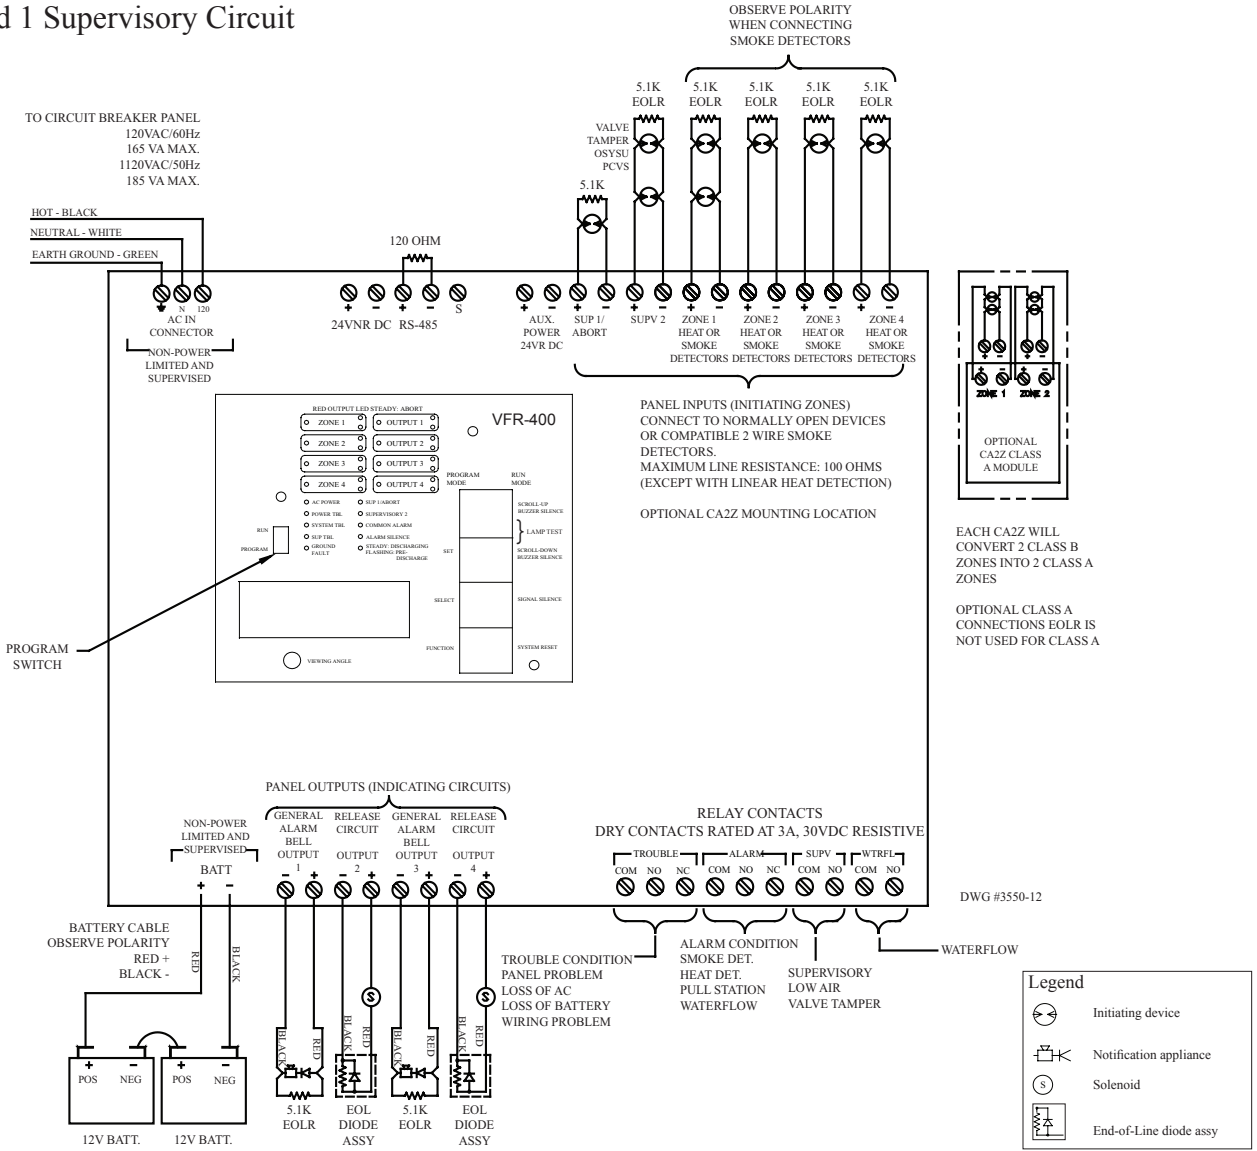 d 1 Supervisory Circuit
OBSERVE POLARITY
WHEN CONNECTING
SMOKE DETECTORS
5.1K
EOLR
5.1K
EOLR
5.1K
EOLR
5.1K
EOLR
5.1K
EOLR
VALVE
TAMPER
OSYSU
PCVS
5.1K
TO CIRCUIT BREAKER PANEL
120VAC/60Hz
165 VA MAX.
1120VAC/50Hz
185 VA MAX.
HOT - BLACK
NEUTRAL - WHITE
EARTH GROUND - GREEN
120 OHM
N
120
AC IN
CONNECTOR
NON-POWER
LIMITED AND
SUPERVISED
+ - + -
S
24VNR DC RS-485
+ - + - + - + - + - + - + -
AUX.
POWER
24VR DC
SUP 1/
ABORT
SUPV 2
ZONE 1
HEAT OR
SMOKE
DETECTORS
ZONE 2
HEAT OR
SMOKE
DETECTORS
ZONE 3
HEAT OR
SMOKE
DETECTORS
ZONE 4
HEAT OR
SMOKE
DETECTORS
+ - + -
+ - + -
ZONE 1 ZONE 2
OPTIONAL
CA2Z CLASS
A MODULE
PANEL INPUTS (INITIATING ZONES)
CONNECT TO NORMALLY OPEN DEVICES
OR COMPATIBLE 2 WIRE SMOKE
DETECTORS.
MAXIMUM LINE RESISTANCE: 100 OHMS
(EXCEPT WITH LINEAR HEAT DETECTION)
OPTIONAL CA2Z MOUNTING LOCATION
EACH CA2Z WILL
CONVERT 2 CLASS B
ZONES INTO 2 CLASS A
ZONES
OPTIONAL CLASS A
CONNECTIONS EOLR IS
NOT USED FOR CLASS A
RED OUTPUT LED STEADY: ABORT
VFR-400
ZONE 1 OUTPUT 1
ZONE 2 OUTPUT 2
ZONE 3 OUTPUT 3
ZONE 4 OUTPUT 4
PROGRAM
MODE
RUN
MODE
AC POWER
POWER TBL
SYSTEM TBL
SUP TBL
GROUND
FAULT
SUP 1/ABORT
SUPERVISORY 2
COMMON ALARM
ALARM SILENCE
STEADY: DISCHARGING
FLASHING: PRE-
DISCHARGE
RUN
PROGRAM
SCROLL-UP
BUZZER SILENCE
LAMP TEST
SET
SCROLL-DOWN
BUZZER SILENCE
SELECT
SIGNAL SILENCE
FUNCTION
SYSTEM RESET
VIEWING ANGLE
PROGRAM
SWITCH
PANEL OUTPUTS (INDICATING CIRCUITS)
NON-POWER
LIMITED AND
SUPERVISED
BATT
+ -
GENERAL
ALARM
BELL
OUTPUT
1
RELEASE
CIRCUIT
OUTPUT
2
GENERAL
ALARM
BELL
OUTPUT
3
RELEASE
CIRCUIT
OUTPUT
4
- + - + - + - +
RELAY CONTACTS
DRY CONTACTS RATED AT 3A, 30VDC RESISTIVE
TROUBLE ALARM SUPV WTRFL
COM NO NC COM NO NC COM NO COM NO
DWG #3550-12
BATTERY CABLE
OBSERVE POLARITY
RED +
BLACK -
RED
BLACK
TROUBLE CONDITION
PANEL PROBLEM
LOSS OF AC
LOSS OF BATTERY
WIRING PROBLEM
ALARM CONDITION
SMOKE DET.
HEAT DET.
PULL STATION
WATERFLOW
SUPERVISORY
LOW AIR
VALVE TAMPER
WATERFLOW
S
S
BLACK
RED
BLACK
RED
BLACK
RED
BLACK
RED
+ - + -
POS NEG POS NEG
12V BATT. 12V BATT.
5.1K
EOLR
EOL
DIODE
ASSY
5.1K
EOLR
EOL
DIODE
ASSY
Legend
Initiating device
Notification appliance
S
Solenoid
End-of-Line diode assy